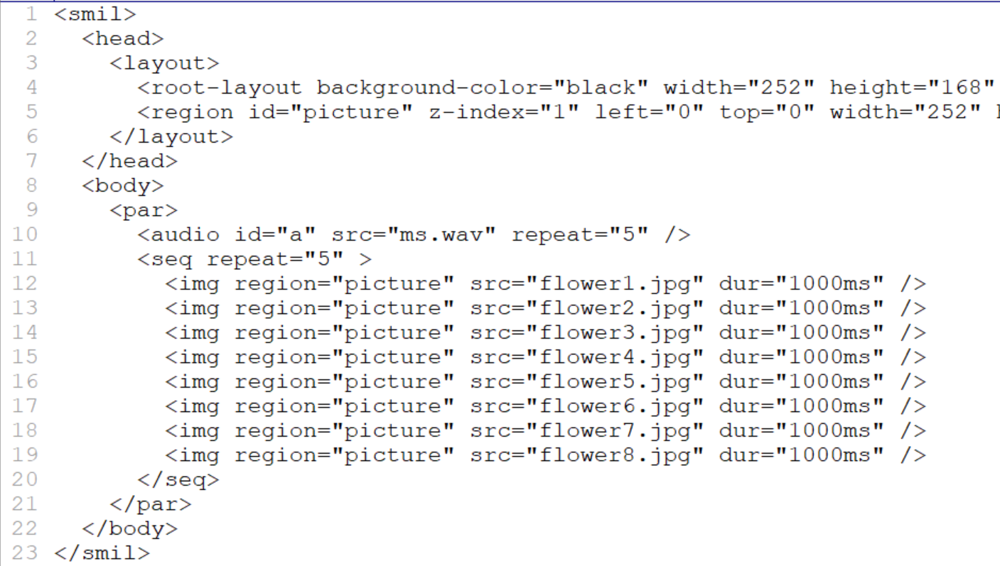 1 <smil>
2 <head>
3 <layout>
4 <root-layout background-color="black" width="252" height="168"
5 <region id="picture" z-index="1" left="0" top="0" width="252"
6 </layout>
7 </head>
8 <body>
9 <par>
10 <audio id="a" src="ms.wav" repeat="5" />
11 <seq repeat="5" >
12 <img region="picture" src="flower1.jpg" dur="1000ms" />
13 <img region="picture" src="flower2.jpg" dur="1000ms" />
14 <img region="picture" src="flower3.jpg" dur="1000ms" />
15 <img region="picture" src="flower4.jpg" dur="1000ms" />
16 <img region="picture" src="flower5.jpg" dur="1000ms" />
17 <img region="picture" src="flower6.jpg" dur="1000ms" />
18 <img region="picture" src="flower7.jpg" dur="1000ms" />
19 <img region="picture" src="flower8.jpg" dur="1000ms" />
20 </seq>
21 </par>
22 </body>
23 </smil>